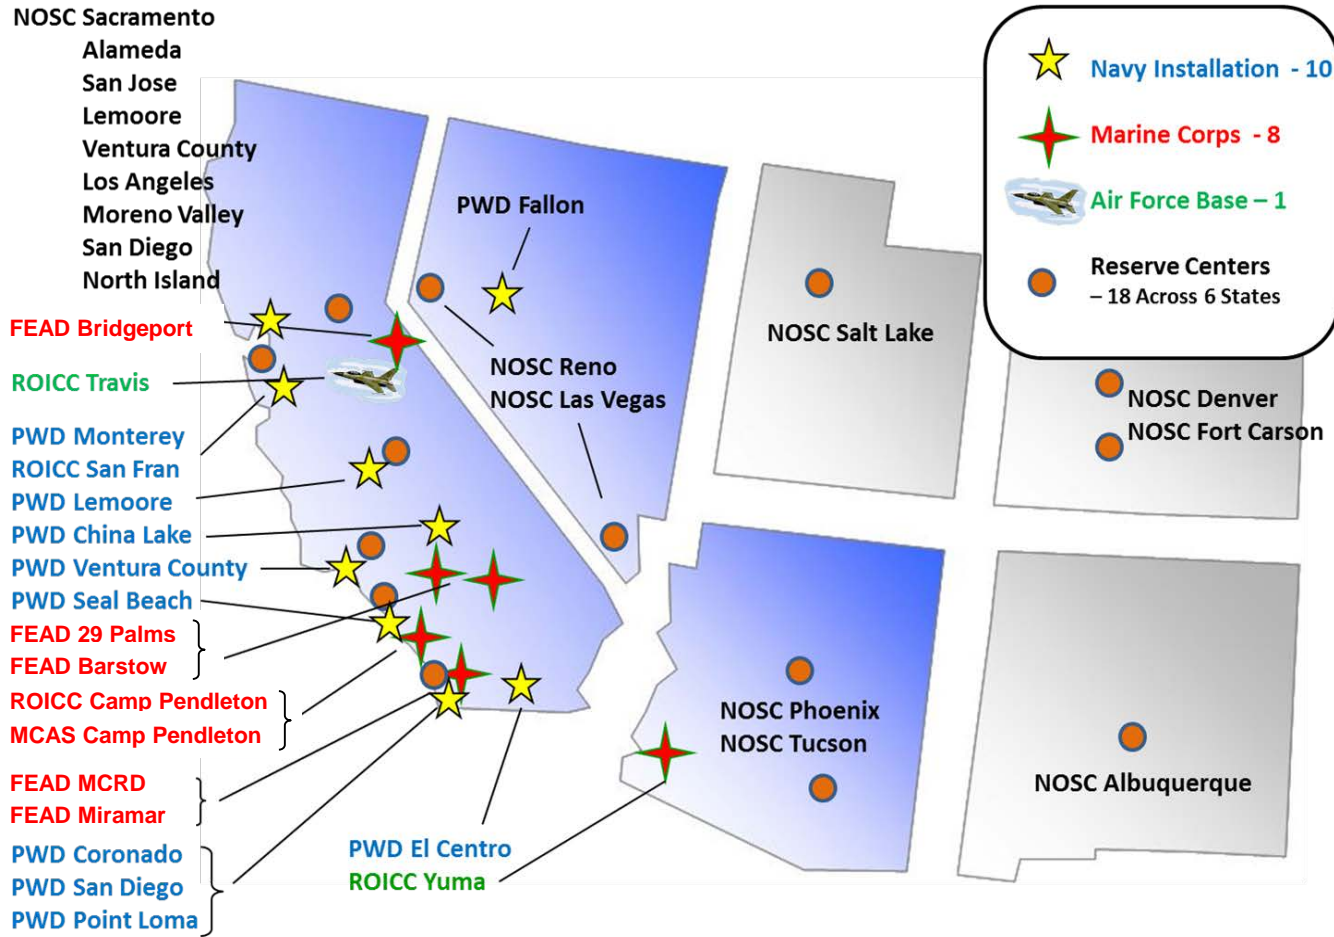 NOSC Sacramento
Alameda
San Jose
Lemoore
Ventura County
Los Angeles
Moreno Valley
San Diego
North Island
FEAD Bridgeport
ROICC Travis
PWD Monterey
ROICC San Fran
PWD Lemoore
PWD China Lake
PWD Ventura County
PWD Seal Beach
FEAD 29 Palms
FEAD Barstow
ROICC Camp Pendleton
MCAS Camp Pendleton
FEAD MCRD
FEAD Miramar
PWD Coronado
PWD San Diego
PWD Point Loma
PWD El Centro
ROICC Yuma
PWD Fallon
NOSC Reno
NOSC Las Vegas
NOSC Salt Lake
NOSC Phoenix
NOSC Tucson
NOSC Denver
NOSC Fort Carson
NOSC Albuquerque
Navy Installation - 10
Marine Corps - 8
Air Force Base – 1
Reserve Centers
– 18 Across 6 States